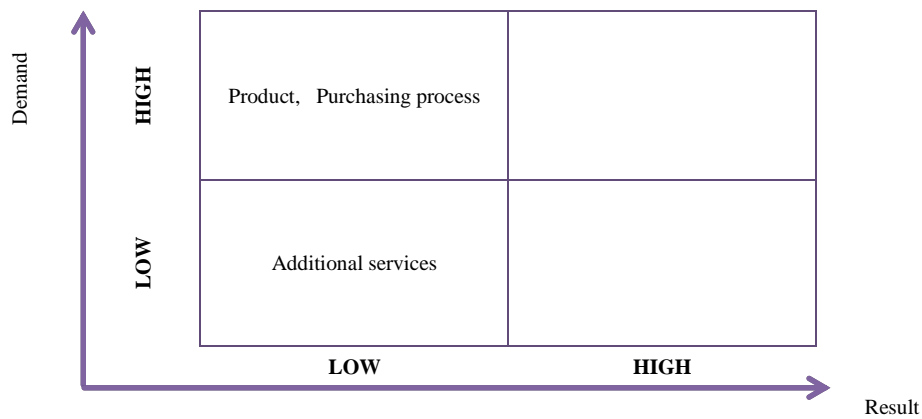 Demand
HIGH
Product, Purchasing process
LOW
Additional services
LOW
HIGH
Result